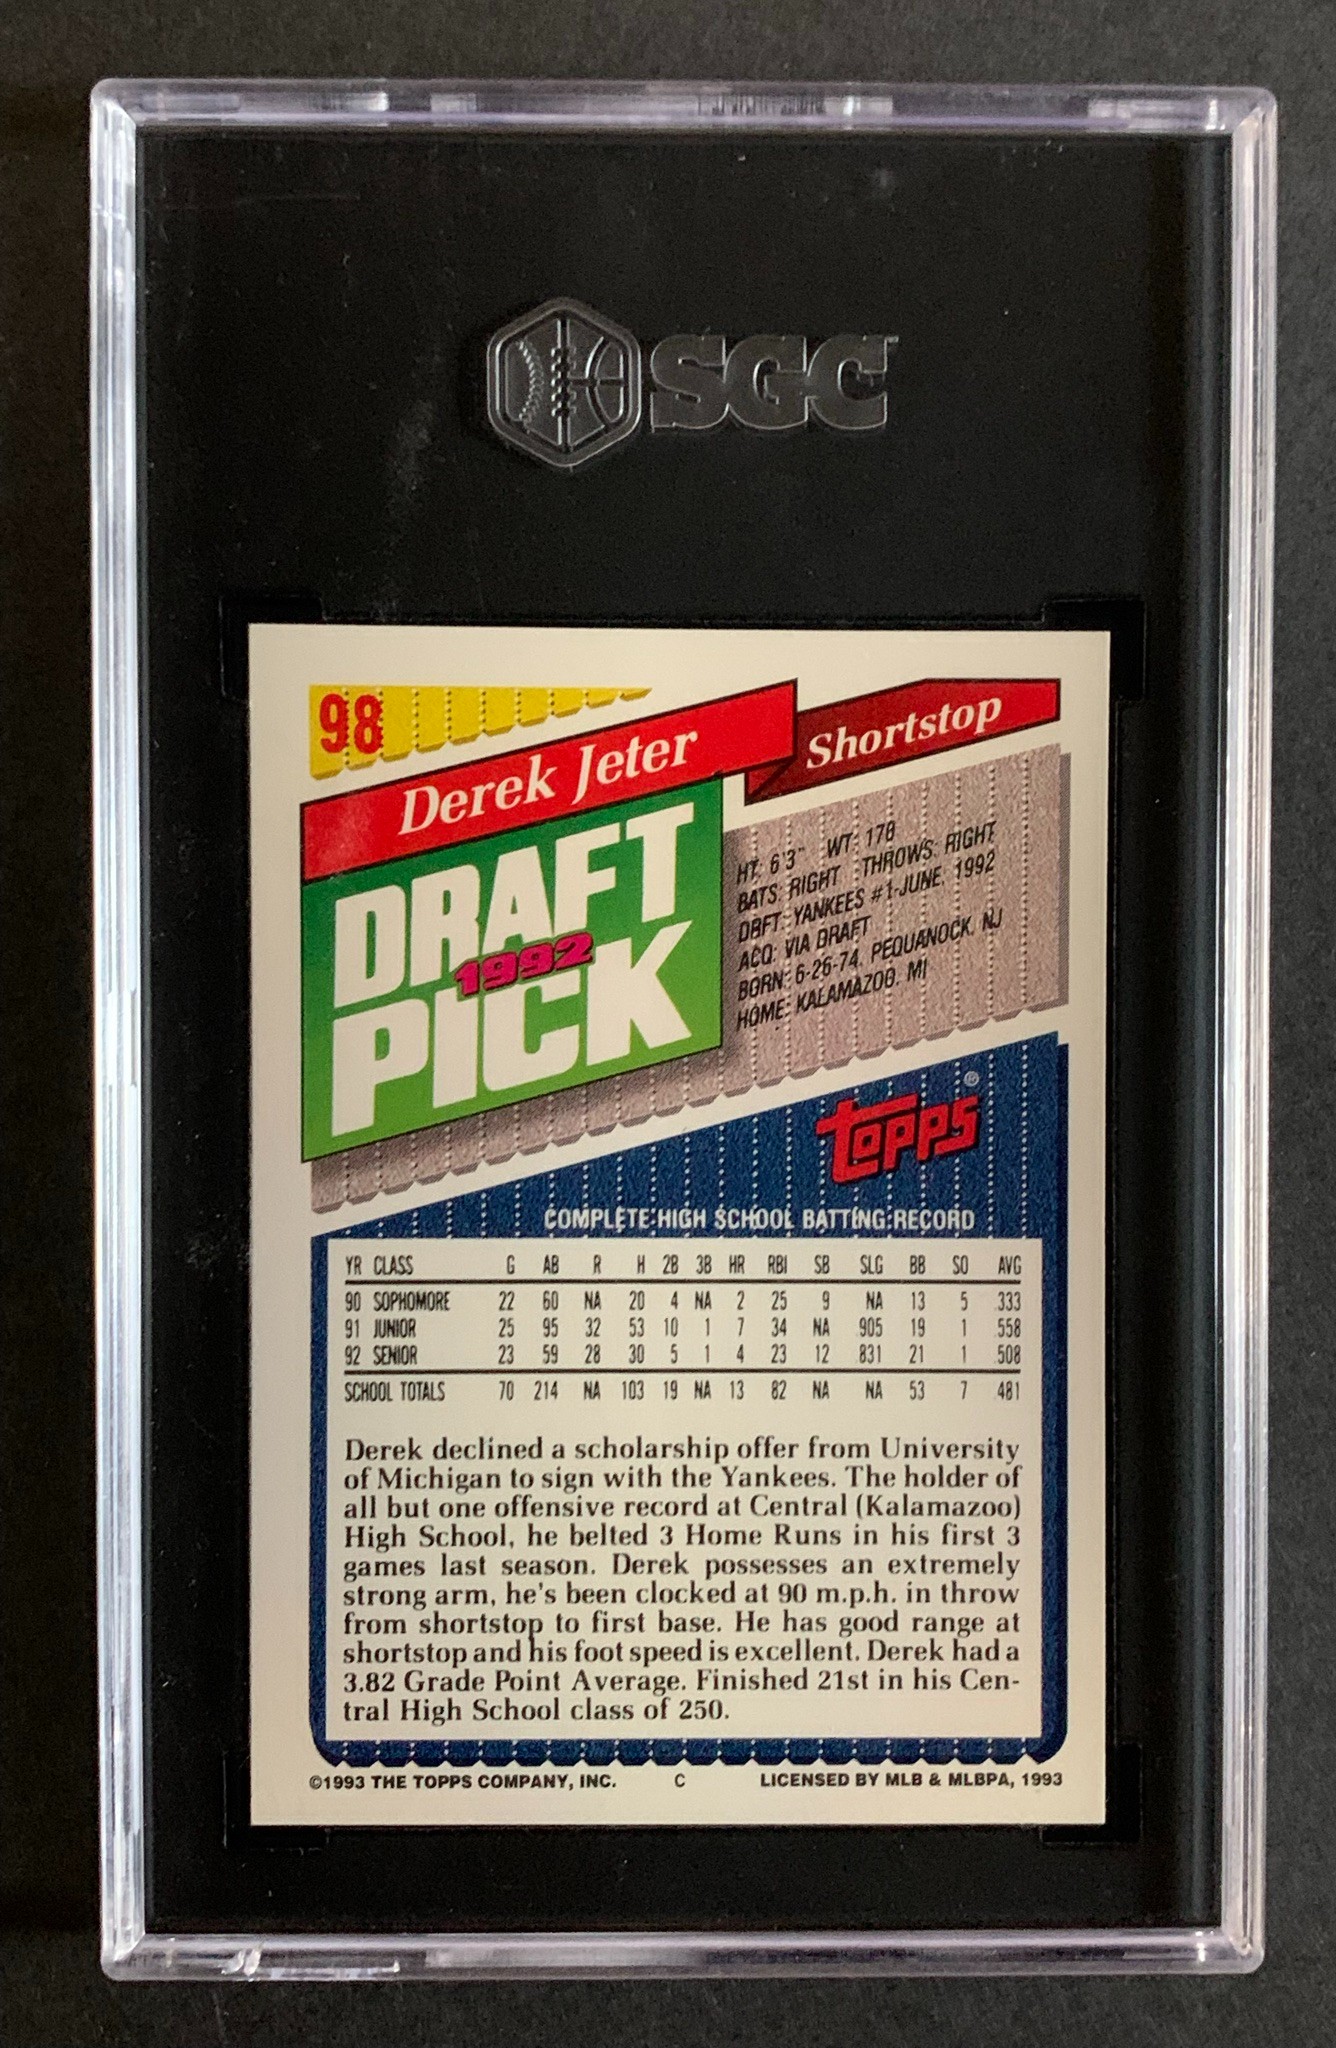 SGC
98
Derek Jeter
Shortstop
DRAFT
1992
PICK
HT: 6'3" WT: 178
BATS: RIGHT THROWS: RIGHT
DRFT: YANKEES #1-JUNE, 1992
ACQ: VIA DRAFT
BORN: 6-26-74, PEQUANOCK, NJ
HOME: KALAMAZOO, MI
TOPPS®
COMPLETE HIGH SCHOOL BATTING RECORD
YR CLASS G AB R H 2B 3B HR RBI SB SLG BB SO AVG
90 SOPHOMORE 22 60 NA 20 4 NA 2 25 9 NA 13 5 .333
91 JUNIOR 25 95 32 53 10 1 7 34 NA .905 19 1 .558
92 SENIOR 23 59 28 30 5 1 4 23 12 .831 21 1 .508
SCHOOL TOTALS 70 214 NA 103 19 NA 13 82 NA NA 53 7 .481
Derek declined a scholarship offer from University
of Michigan to sign with the Yankees. The holder of
all but one offensive record at Central (Kalamazoo)
High School, he belted 3 Home Runs in his first 3
games last season. Derek possesses an extremely
strong arm, he's been clocked at 90 m.p.h. in throw
from shortstop to first base. He has good range at
shortstop and his foot speed is excellent. Derek had a
3.82 Grade Point Average. Finished 21st in his Cen-
tral High School class of 250.
©1993 THE TOPPS COMPANY, INC. C LICENSED BY MLB & MLBPA, 1993